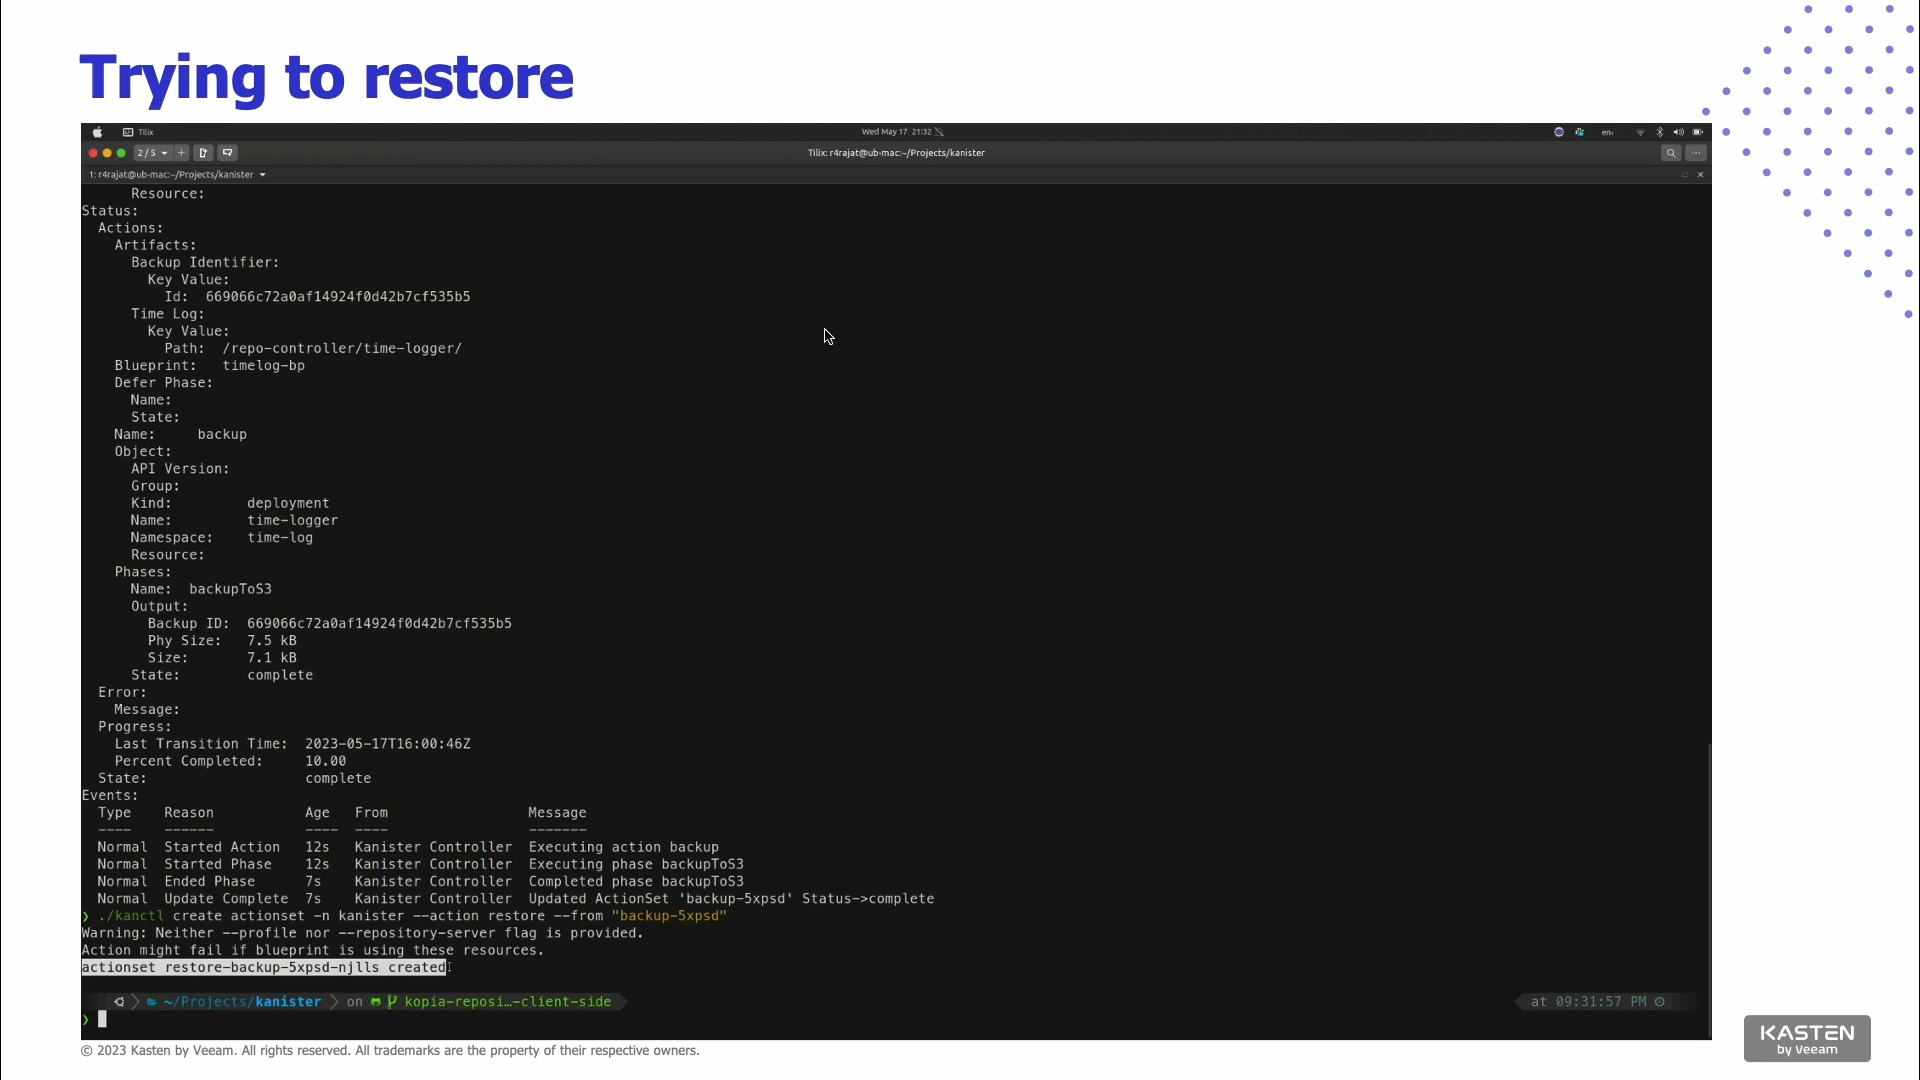 Trying to restore
Tilix
Wed May 17 21:32
en₁
2 / 5
Tilix: r4rajat@ub-mac:~/Projects/kanister
1: r4rajat@ub-mac:~/Projects/kanister
Resource:
Status:
Actions:
Artifacts:
Backup Identifier:
Key Value:
Id: 669066c72a0af14924f0d42b7cf535b5
Time Log:
Key Value:
Path: /repo-controller/time-logger/
Blueprint: timelog-bp
Defer Phase:
Name:
State:
Name: backup
Object:
API Version:
Group:
Kind: deployment
Name: time-logger
Namespace: time-log
Resource:
Phases:
Name: backupToS3
Output:
Backup ID: 669066c72a0af14924f0d42b7cf535b5
Phy Size: 7.5 kB
Size: 7.1 kB
State: complete
Error:
Message:
Progress:
Last Transition Time: 2023-05-17T16:00:46Z
Percent Completed: 10.00
State: complete
Events:
Type Reason Age From Message
---- ------ ---- ---- -------
Normal Started Action 12s Kanister Controller Executing action backup
Normal Started Phase 12s Kanister Controller Executing phase backupToS3
Normal Ended Phase 7s Kanister Controller Completed phase backupToS3
Normal Update Complete 7s Kanister Controller Updated ActionSet 'backup-5xpsd' Status->complete
❯ ./kanctl create actionset -n kanister --action restore --from "backup-5xpsd"
Warning: Neither --profile nor --repository-server flag is provided.
Action might fail if blueprint is using these resources.
actionset restore-backup-5xpsd-njlls created
~/Projects/kanister on kopia-reposi…-client-side at 09:31:57 PM
❯
© 2023 Kasten by Veeam. All rights reserved. All trademarks are the property of their respective owners.
KASTEN
by Veeam